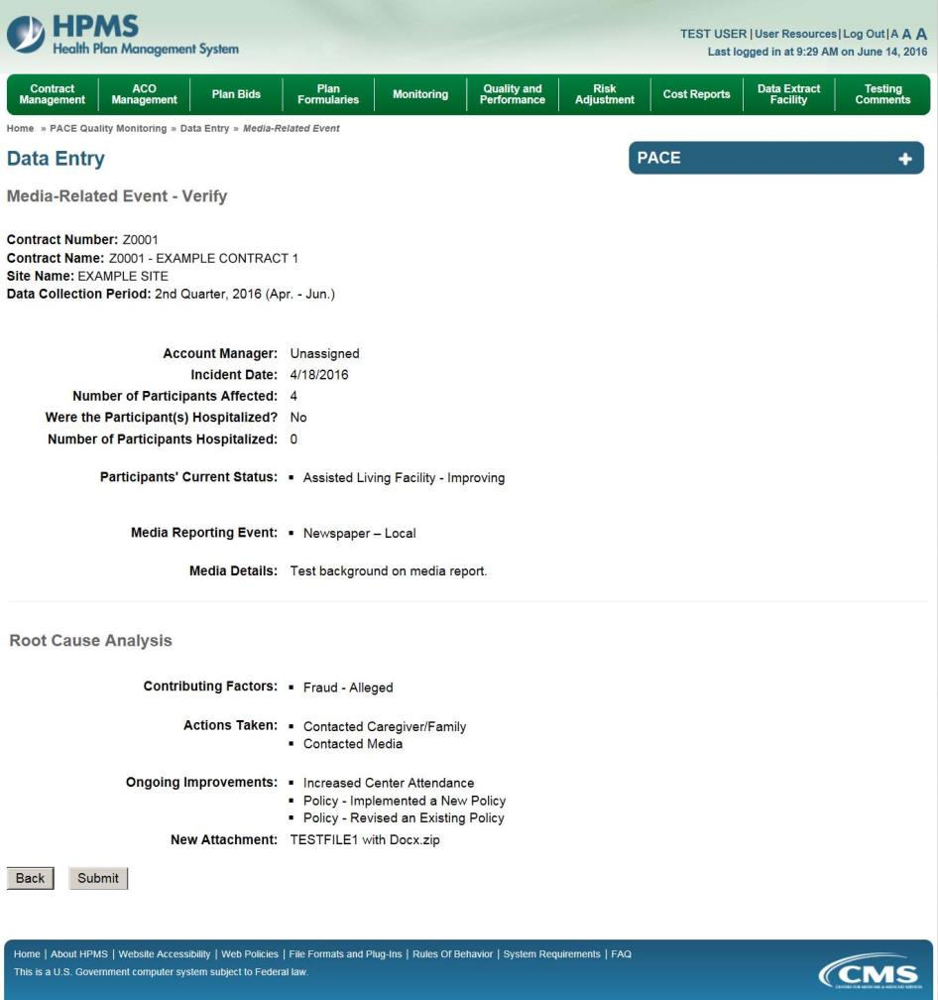 HPMS
Health Plan Management System
TEST USER | User Resources | Log Out | A A A
Last logged in at 9:29 AM on June 14, 2016
Contract Management
ACO Management
Plan Bids
Plan Formularies
Monitoring
Quality and Performance
Risk Adjustment
Cost Reports
Data Extract Facility
Testing Comments
Home » PACE Quality Monitoring » Data Entry » Media-Related Event
Data Entry
PACE +
Media-Related Event - Verify
Contract Number: Z0001
Contract Name: Z0001 - EXAMPLE CONTRACT 1
Site Name: EXAMPLE SITE
Data Collection Period: 2nd Quarter, 2016 (Apr. - Jun.)
Account Manager: Unassigned
Incident Date: 4/18/2016
Number of Participants Affected: 4
Were the Participant(s) Hospitalized? No
Number of Participants Hospitalized: 0
Participants' Current Status: ▪ Assisted Living Facility - Improving
Media Reporting Event: ▪ Newspaper – Local
Media Details: Test background on media report.
Root Cause Analysis
Contributing Factors: ▪ Fraud - Alleged
Actions Taken: ▪ Contacted Caregiver/Family
▪ Contacted Media
Ongoing Improvements: ▪ Increased Center Attendance
▪ Policy - Implemented a New Policy
▪ Policy - Revised an Existing Policy
New Attachment: TESTFILE1 with Docx.zip
Back Submit
Home | About HPMS | Website Accessibility | Web Policies | File Formats and Plug-Ins | Rules Of Behavior | System Requirements | FAQ
This is a U.S. Government computer system subject to Federal law.
CMS